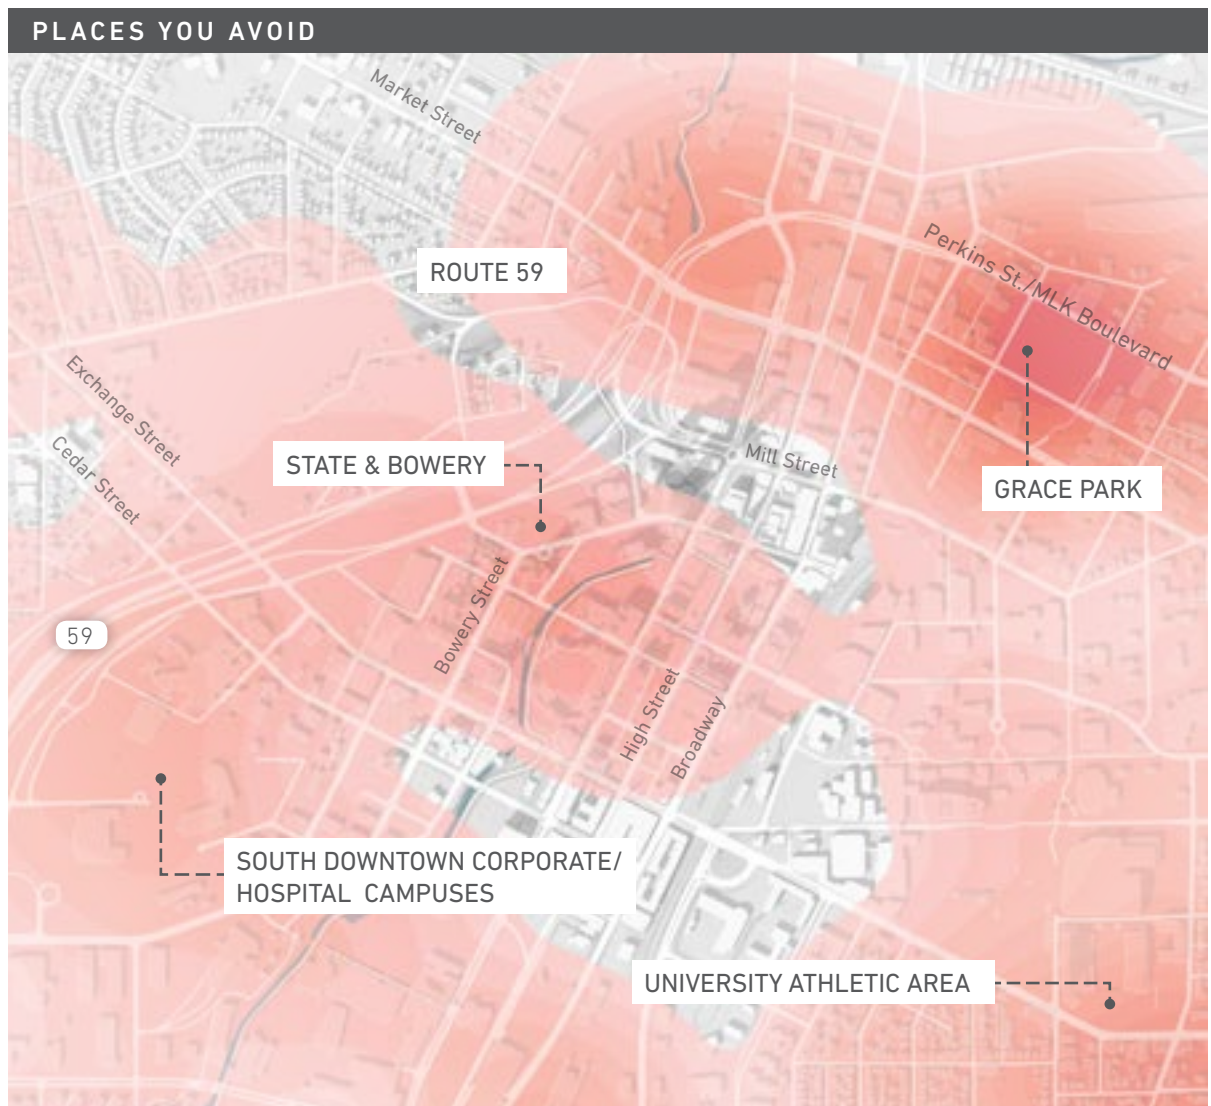 PLACES YOU AVOID
Market Street
Perkins St./MLK Boulevard
ROUTE 59
Exchange Street
Cedar Street
STATE & BOWERY
Mill Street
GRACE PARK
Bowery Street
59
High Street
Broadway
SOUTH DOWNTOWN CORPORATE/
HOSPITAL CAMPUSES
UNIVERSITY ATHLETIC AREA